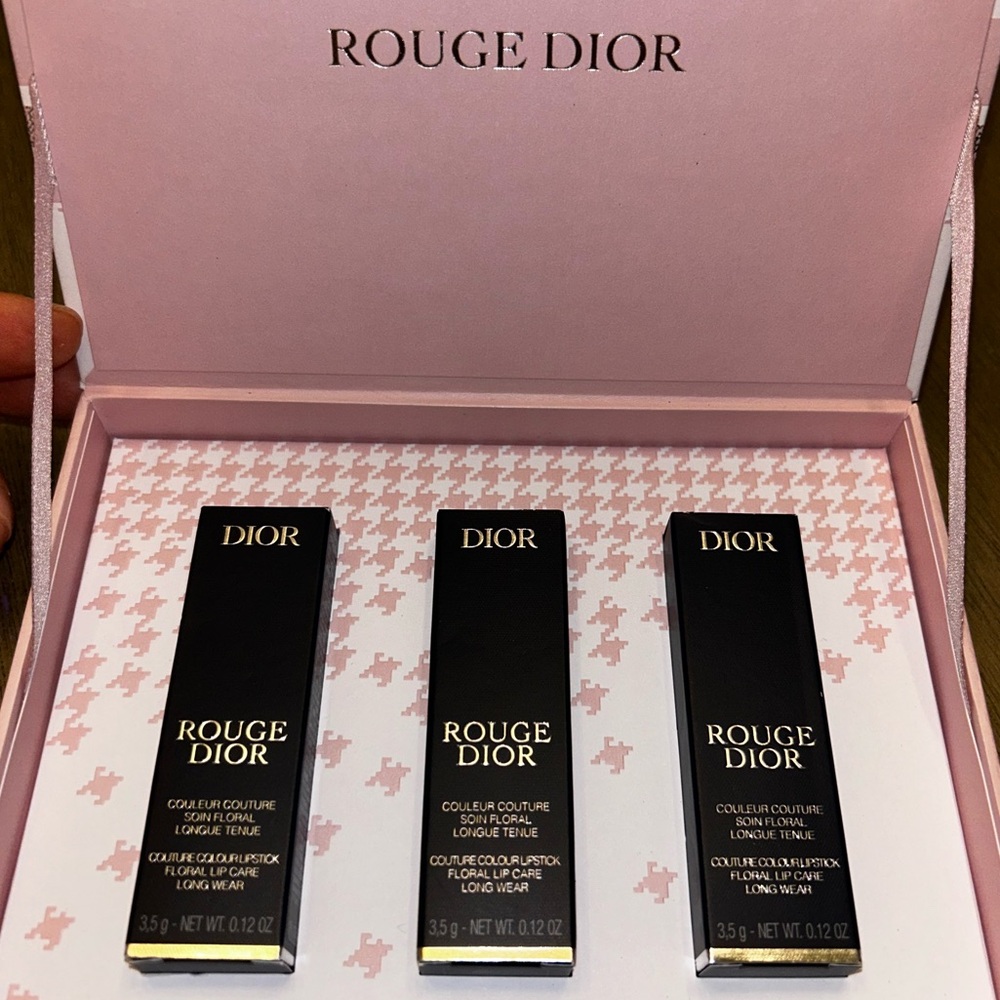 ROUGE DIOR
DIOR
ROUGE
DIOR
COULEUR COUTURE
SOIN FLORAL
LONGUE TENUE
COUTURE COLOUR LIPSTICK
FLORAL LIP CARE
LONG WEAR
3,5 g - NET WT. 0.12 OZ
DIOR
ROUGE
DIOR
COULEUR COUTURE
SOIN FLORAL
LONGUE TENUE
COUTURE COLOUR LIPSTICK
FLORAL LIP CARE
LONG WEAR
3,5 g - NET WT. 0.12 OZ
DIOR
ROUGE
DIOR
COULEUR COUTURE
SOIN FLORAL
LONGUE TENUE
COUTURE COLOUR LIPSTICK
FLORAL LIP CARE
LONG WEAR
3,5 g - NET WT. 0.12 OZ